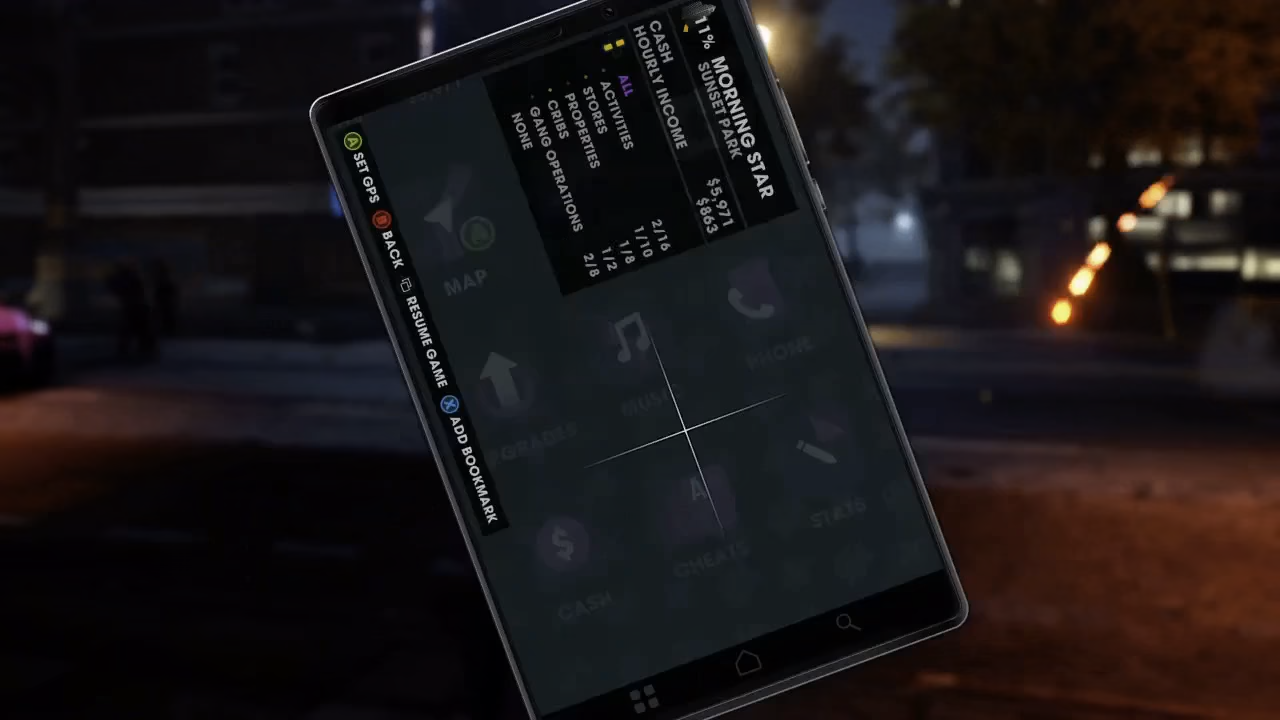 11% MORNING STAR
SUNSET PARK
CASH $5,971
HOURLY INCOME $863
ALL
ACTIVITIES 2/16
STORES 1/10
PROPERTIES 1/8
CRIBS 1/2
GANG OPERATIONS 2/8
NONE
A SET GPS B BACK RESUME GAME X ADD BOOKMARK
MAP
A
PHONE
MUSIC
UPGRADES
STATS
CHEATS
CASH